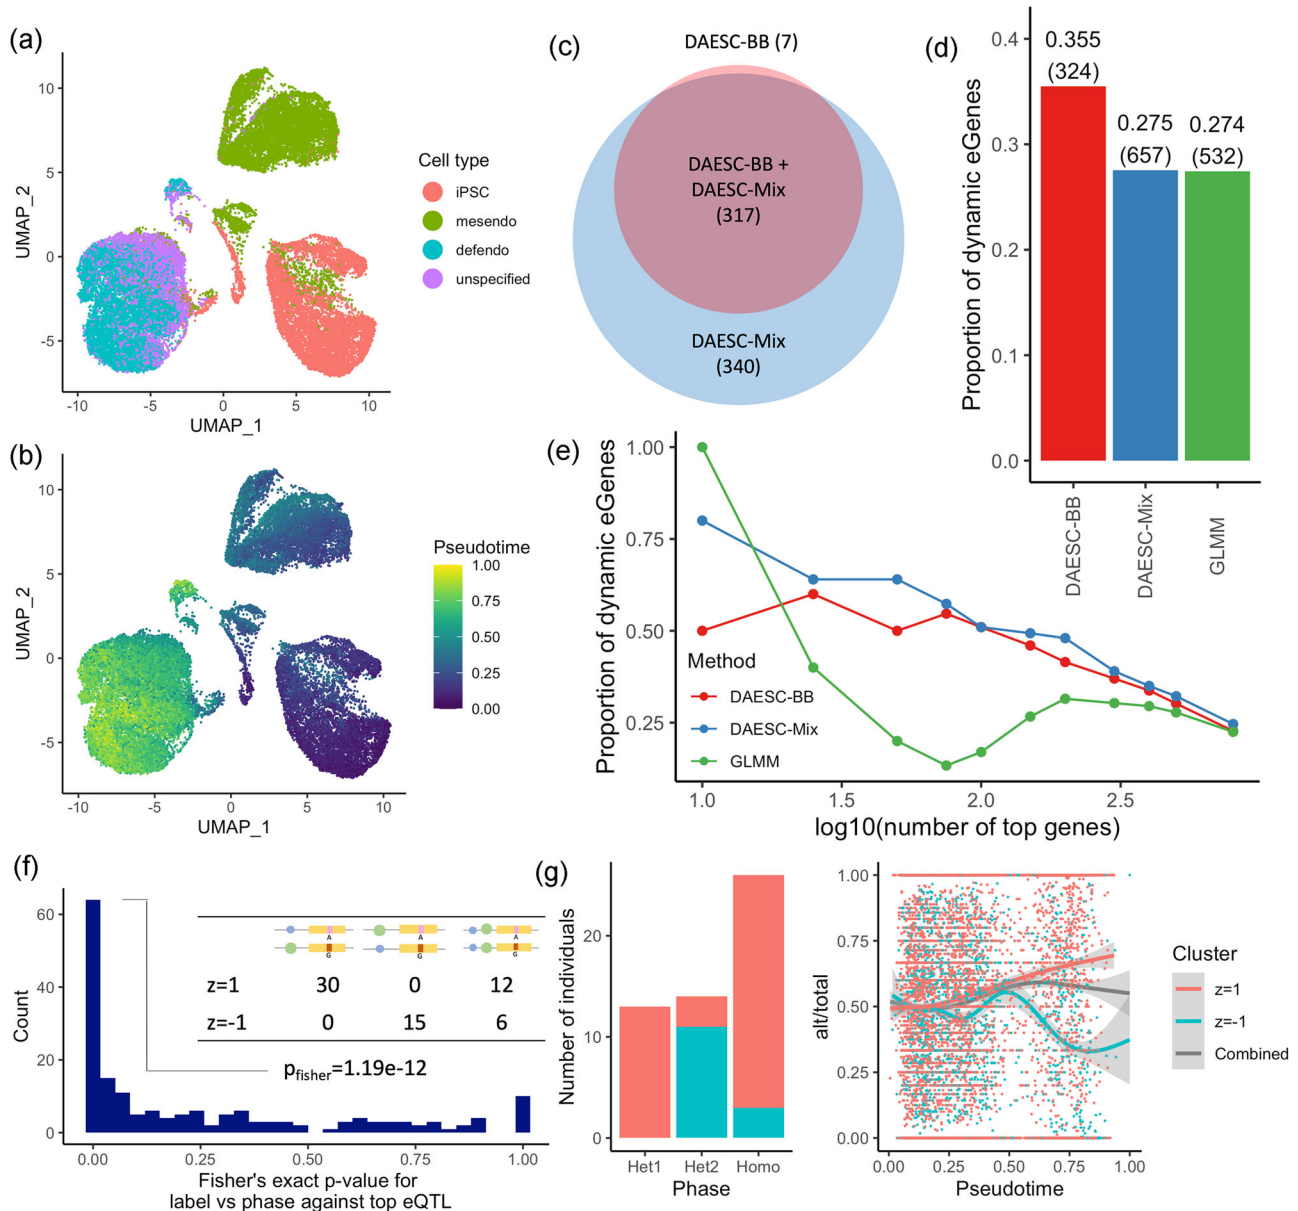 (a)
10
5
0
-5
UMAP_2
-10
-5
0
5
10
UMAP_1
Cell type
iPSC
mesendo
defendo
unspecified
(b)
10
5
0
-5
UMAP_2
-10
-5
0
5
10
UMAP_1
Pseudotime
1.00
0.75
0.50
0.25
0.00
(c)
DAESC-BB (7)
DAESC-BB +
DAESC-Mix
(317)
DAESC-Mix
(340)
(d)
Proportion of dynamic eGenes
0.4
0.3
0.2
0.1
0.0
0.355
(324)
0.275
(657)
0.274
(532)
DAESC-BB
DAESC-Mix
GLMM
(e)
Proportion of dynamic eGenes
1.00
0.75
0.50
0.25
Method
DAESC-BB
DAESC-Mix
GLMM
1.0
1.5
2.0
2.5
log10(number of top genes)
(f)
Count
60
40
20
0
A
G
A
G
A
G
z=1 30 0 12
z=-1 0 15 6
pfisher=1.19e-12
0.00
0.25
0.50
0.75
1.00
Fisher's exact p-value for
label vs phase against top eQTL
(g)
Number of individuals
20
10
0
Het1
Het2
Homo
Phase
alt/total
1.00
0.75
0.50
0.25
0.00
0.00
0.25
0.50
0.75
1.00
Pseudotime
Cluster
z=1
z=-1
Combined